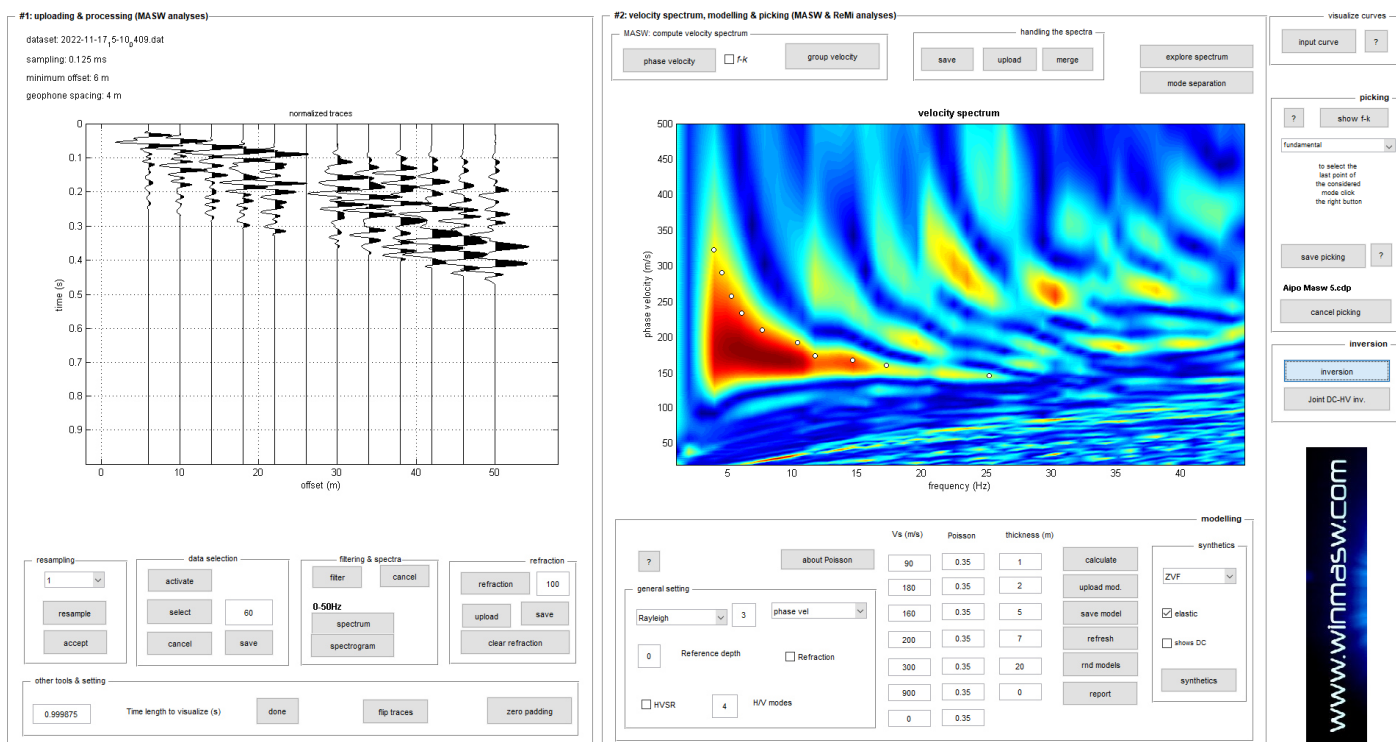 #1: uploading & processing (MASW analyses)
dataset: 2022-11-17₁5-10₀409.dat
sampling: 0.125 ms
minimum offset: 6 m
geophone spacing: 4 m
normalized traces
0
0.1
0.2
0.3
0.4
0.5
0.6
0.7
0.8
0.9
time (s)
0 10 20 30 40 50
offset (m)
resampling
1
resample
accept
data selection
activate
select 60
cancel save
filtering & spectra
filter cancel
0-50Hz
spectrum
spectrogram
refraction
refraction 100
upload save
clear refraction
other tools & setting
0.999875 Time length to visualize (s) done flip traces zero padding
#2: velocity spectrum, modelling & picking (MASW & ReMi analyses)
MASW: compute velocity spectrum
phase velocity f-k group velocity
handling the spectra
save upload merge
explore spectrum
mode separation
velocity spectrum
500
450
400
350
300
250
200
150
100
50
phase velocity (m/s)
5 10 15 20 25 30 35 40
frequency (Hz)
modelling
? about Poisson
general setting
Rayleigh 3 phase vel
0 Reference depth Refraction
HVSR 4 H/V modes
Vs (m/s) Poisson thickness (m)
90 0.35 1
180 0.35 2
160 0.35 5
200 0.35 7
300 0.35 20
900 0.35 0
0 0.35
calculate
upload mod.
save model
refresh
rnd models
report
synthetics
ZVF
elastic
shows DC
synthetics
visualize curves
input curve ?
picking
? show f-k
fundamental
to select the
last point of
the considered
mode click
the right button
save picking ?
Aipo Masw 5.cdp
cancel picking
inversion
inversion
Joint DC-HV inv.
www.winmasw.com